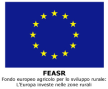 FEASR
Fondo europeo agricolo per lo sviluppo rurale:
L'Europa investe nelle zone rurali